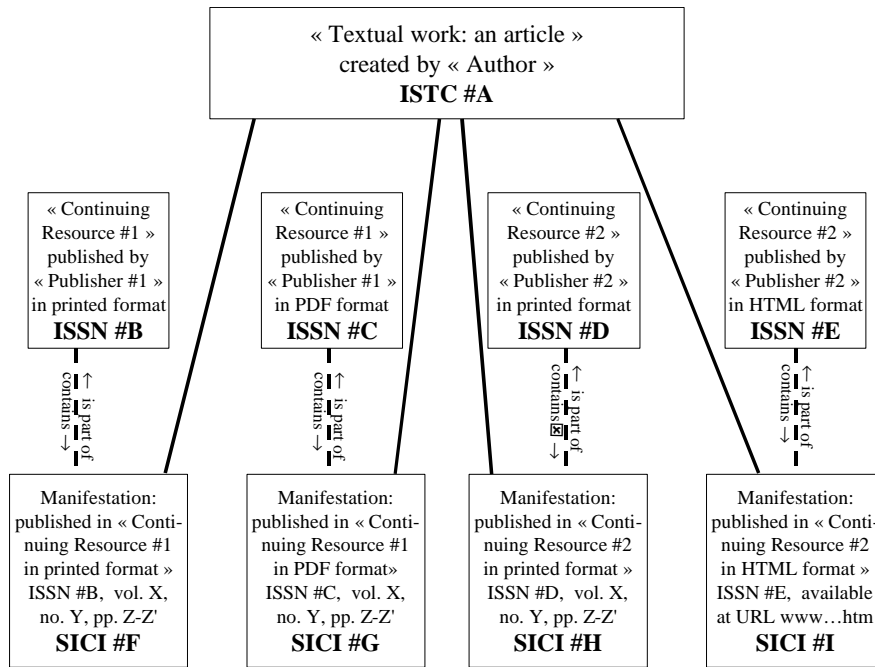 « Textual work: an article »
created by « Author »
ISTC #A
« Continuing
Resource #1 »
published by
« Publisher #1 »
in printed format
ISSN #B
« Continuing
Resource #1 »
published by
« Publisher #1 »
in PDF format
ISSN #C
« Continuing
Resource #2 »
published by
« Publisher #2 »
in printed format
ISSN #D
« Continuing
Resource #2 »
published by
« Publisher #2 »
in HTML format
ISSN #E
← is part of
contains →
← is part of
contains →
← is part of
contains →
← is part of
contains →
Manifestation:
published in « Conti-
nuing Resource #1
in printed format »
ISSN #B, vol. X,
no. Y, pp. Z-Z'
SICI #F
Manifestation:
published in « Conti-
nuing Resource #1
in PDF format»
ISSN #C, vol. X,
no. Y, pp. Z-Z'
SICI #G
Manifestation:
published in « Conti-
nuing Resource #2
in printed format »
ISSN #D, vol. X,
no. Y, pp. Z-Z'
SICI #H
Manifestation:
published in « Conti-
nuing Resource #2
in HTML format »
ISSN #E, available
at URL www…htm
SICI #I